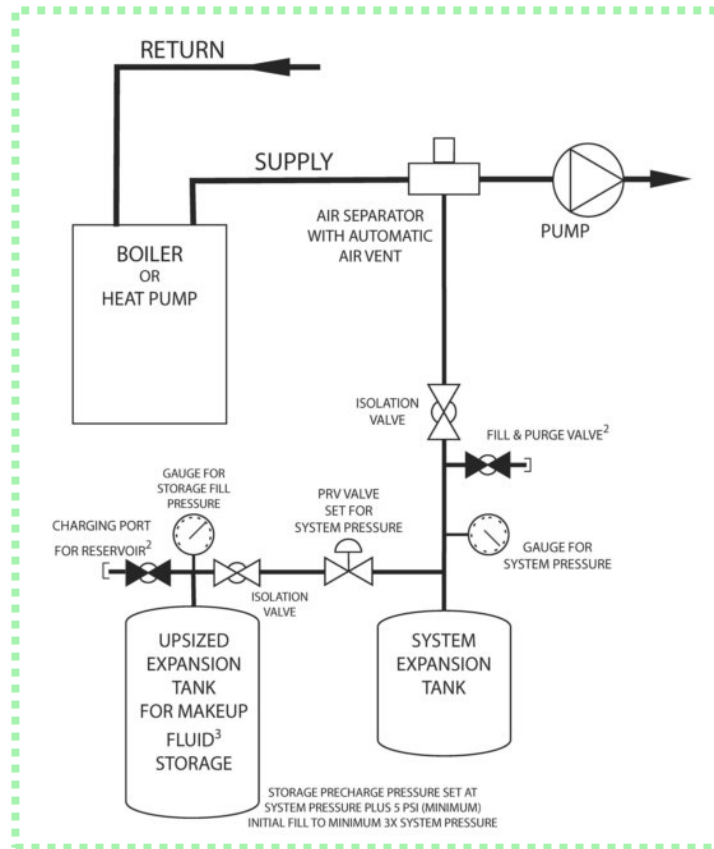 RETURN
SUPPLY
AIR SEPARATOR
WITH AUTOMATIC
AIR VENT
PUMP
BOILER
OR
HEAT PUMP
ISOLATION
VALVE
FILL & PURGE VALVE²
GAUGE FOR
STORAGE FILL
PRESSURE
PRV VALVE
SET FOR
SYSTEM PRESSURE
CHARGING PORT
FOR RESERVOIR²
GAUGE FOR
SYSTEM PRESSURE
ISOLATION
VALVE
UPSIZED
EXPANSION
TANK
FOR MAKEUP
FLUID³
STORAGE
SYSTEM
EXPANSION
TANK
STORAGE PRECHARGE PRESSURE SET AT
SYSTEM PRESSURE PLUS 5 PSI (MINIMUM)
INITIAL FILL TO MINIMUM 3X SYSTEM PRESSURE